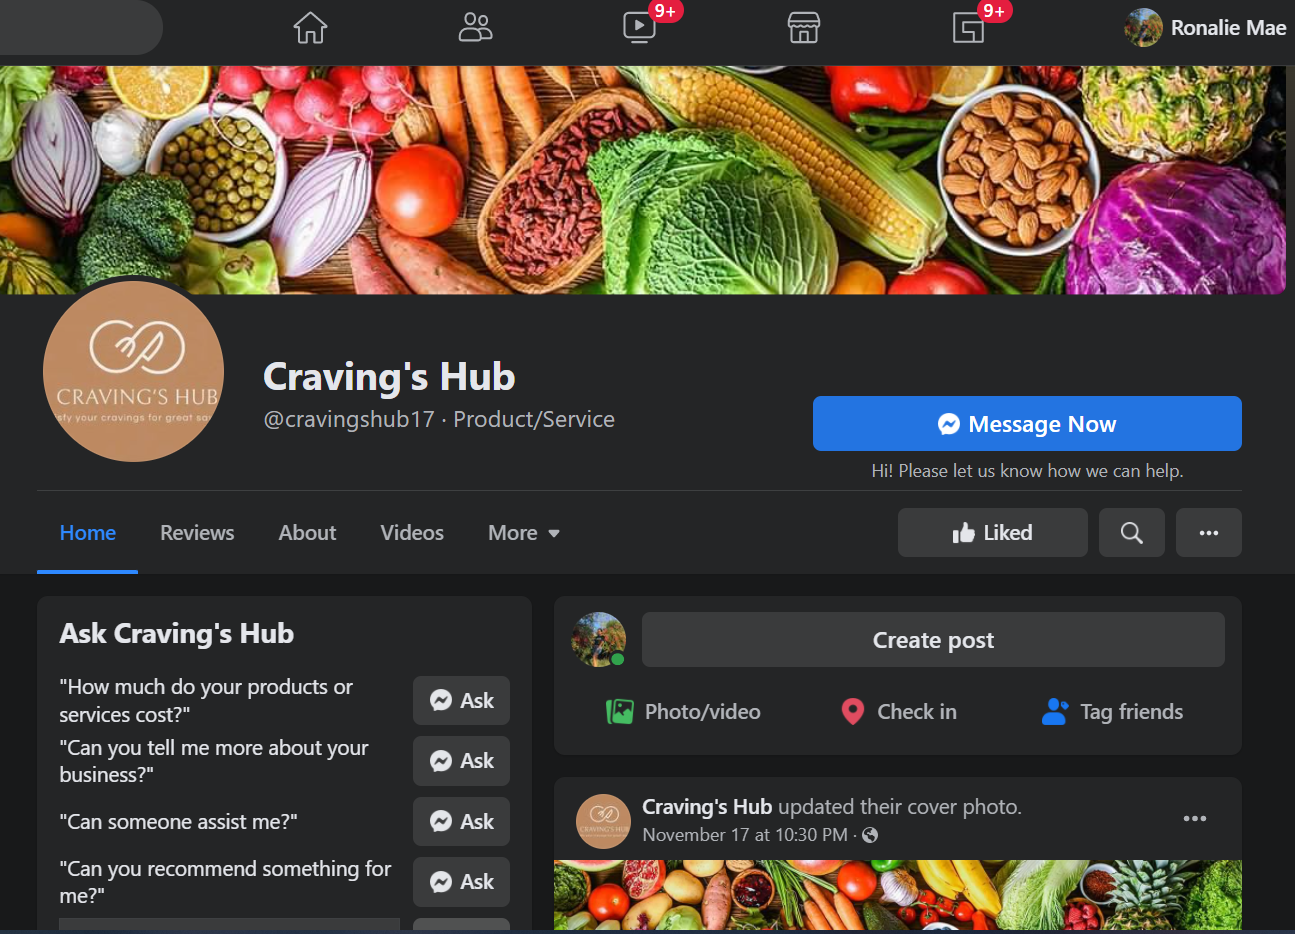 9+
9+
Ronalie Mae
CRAVING'S HUB
sfy your cravings for great sa
Craving's Hub
@cravingshub17 · Product/Service
Message Now
Hi! Please let us know how we can help.
Home
Reviews
About
Videos
More
Liked
Ask Craving's Hub
"How much do your products or
services cost?"
Ask
"Can you tell me more about your
business?"
Ask
"Can someone assist me?"
Ask
"Can you recommend something for
me?"
Ask
Create post
Photo/video
Check in
Tag friends
CRAVING'S HUB
Craving's Hub updated their cover photo.
November 17 at 10:30 PM ·